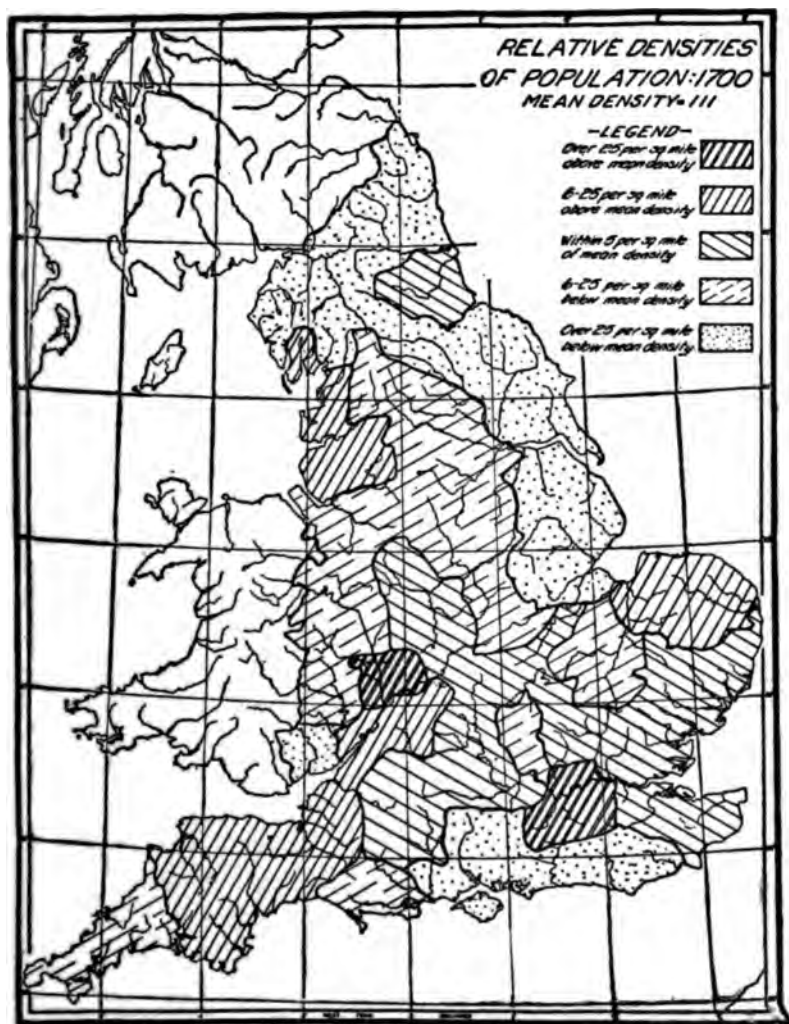 RELATIVE DENSITIES
OF POPULATION:1700
MEAN DENSITY=111
-LEGEND-
Over 25 per sq mile
above mean density
6-25 per sq mile
above mean density
Within 5 per sq mile
of mean density
6-25 per sq mile
below mean density
Over 25 per sq mile
below mean density